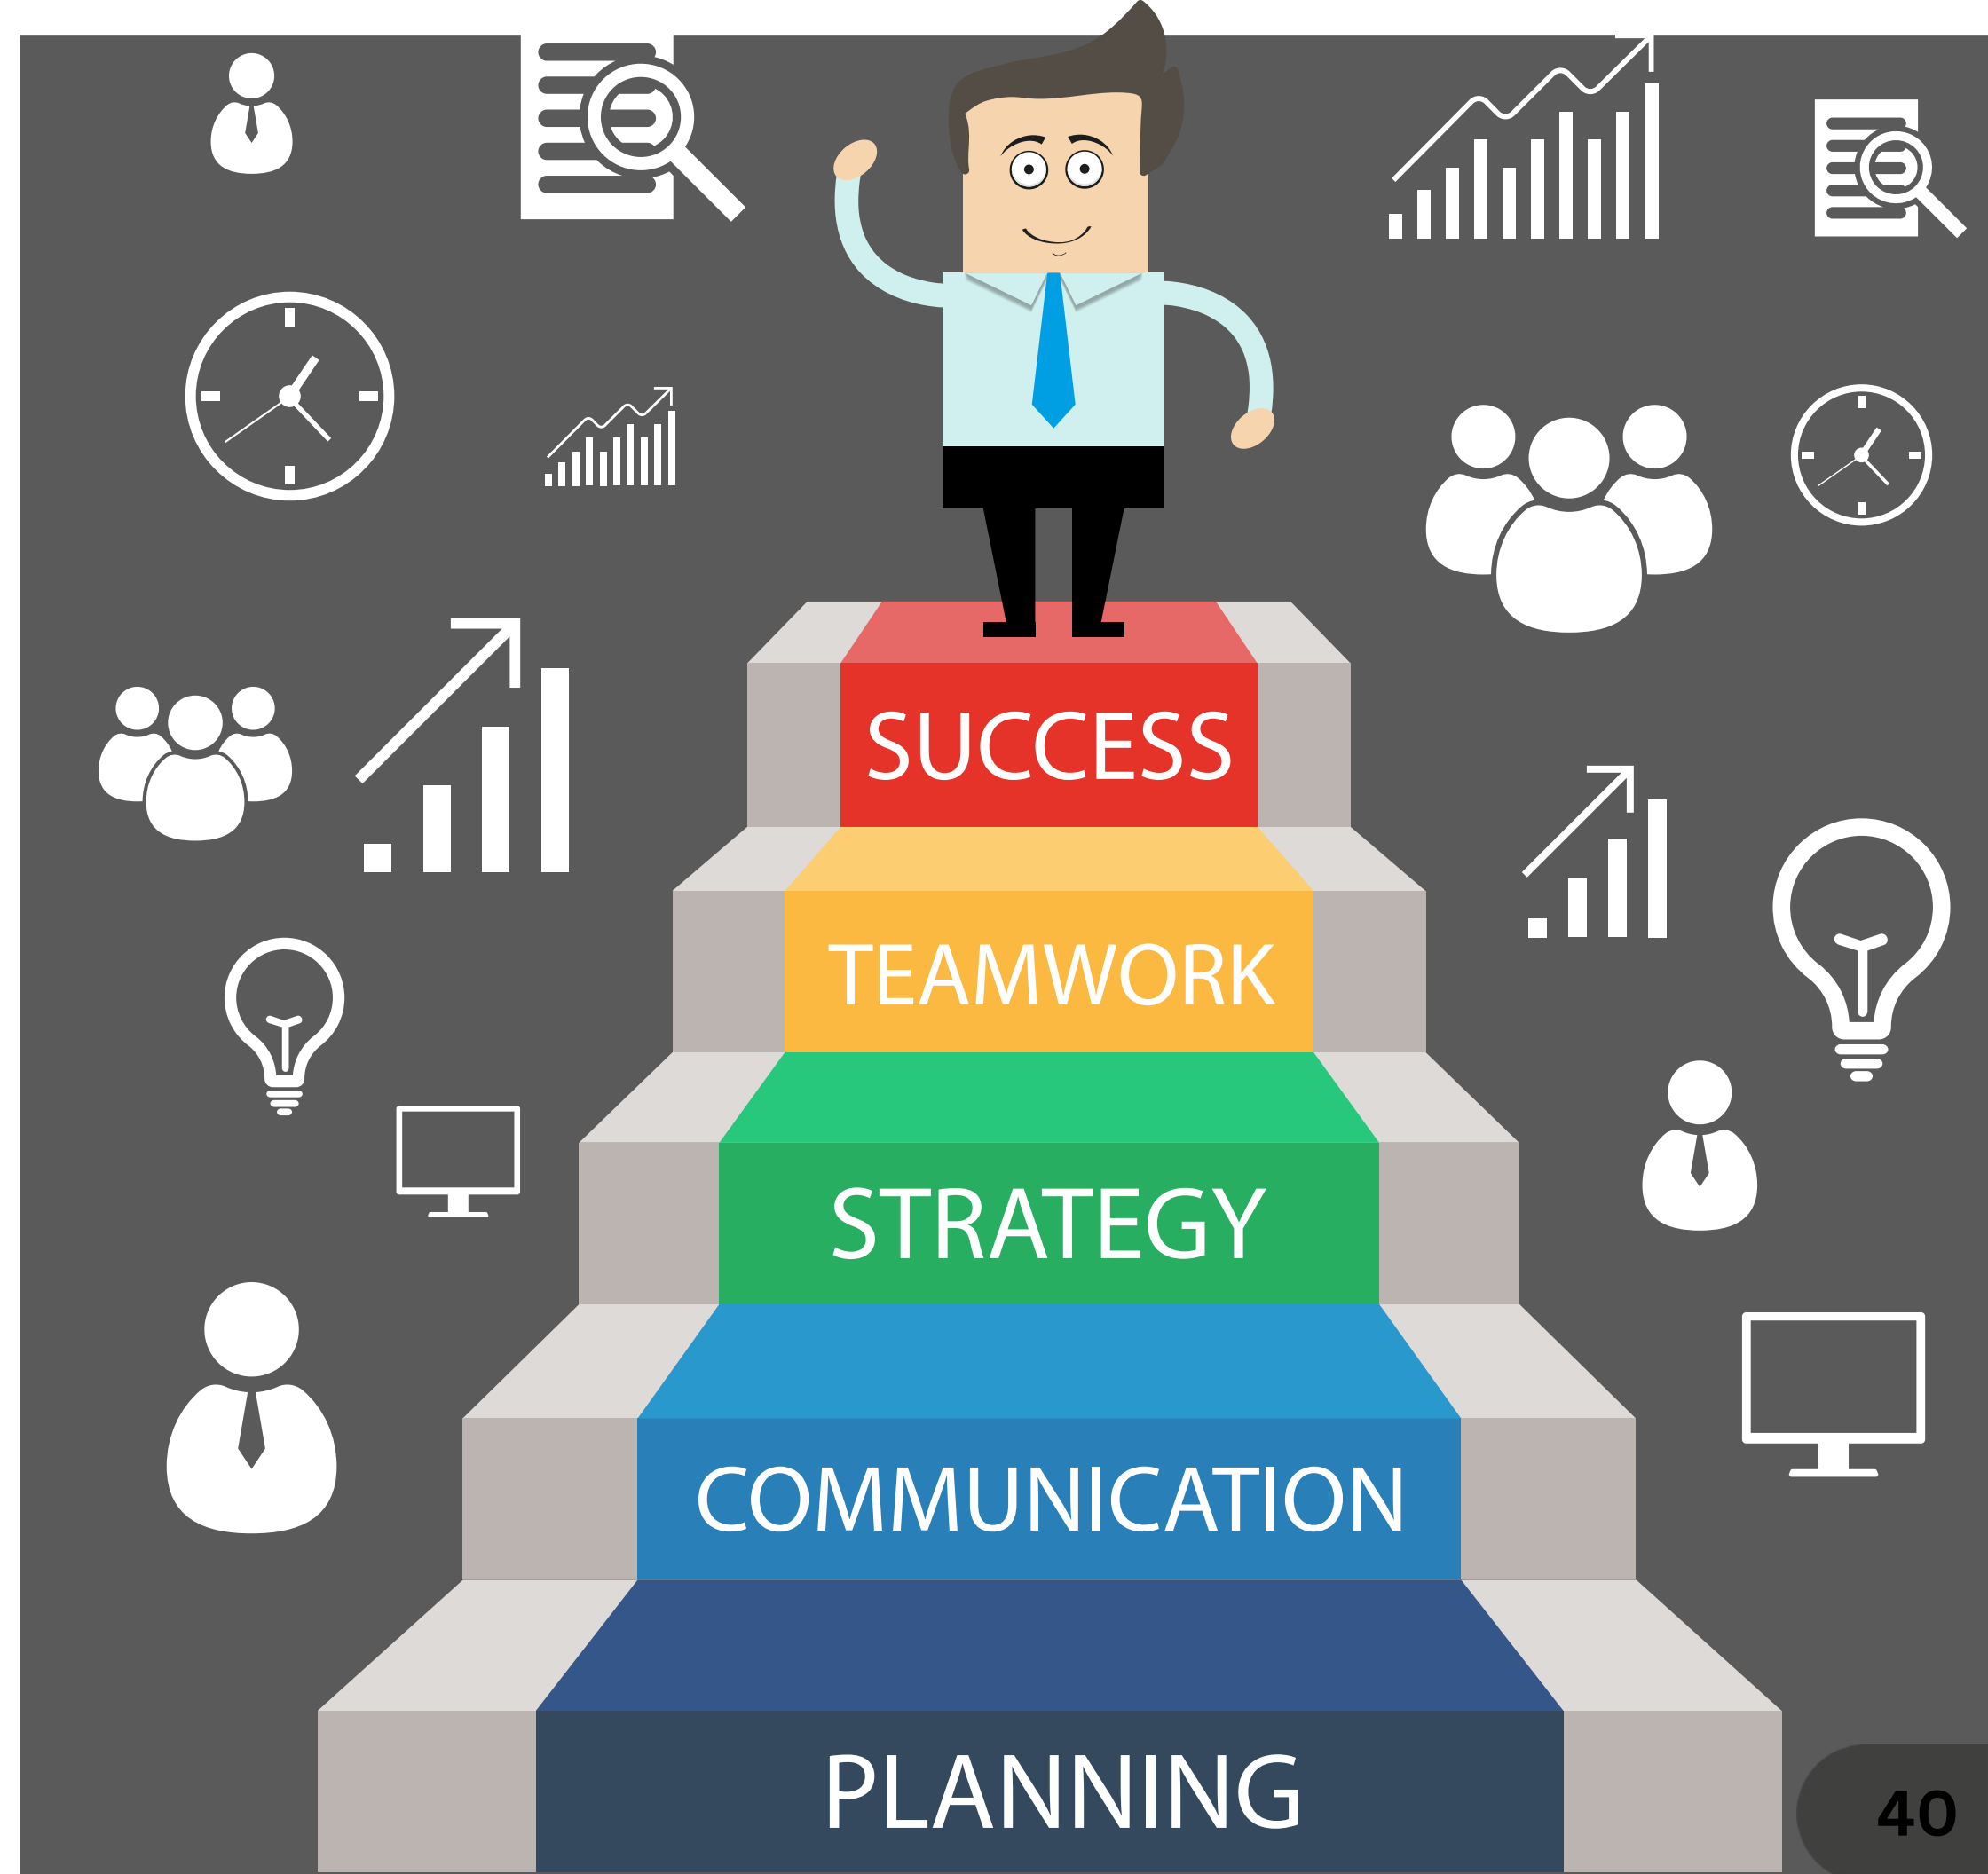 SUCCESS
TEAMWORK
STRATEGY
COMMUNICATION
PLANNING
40